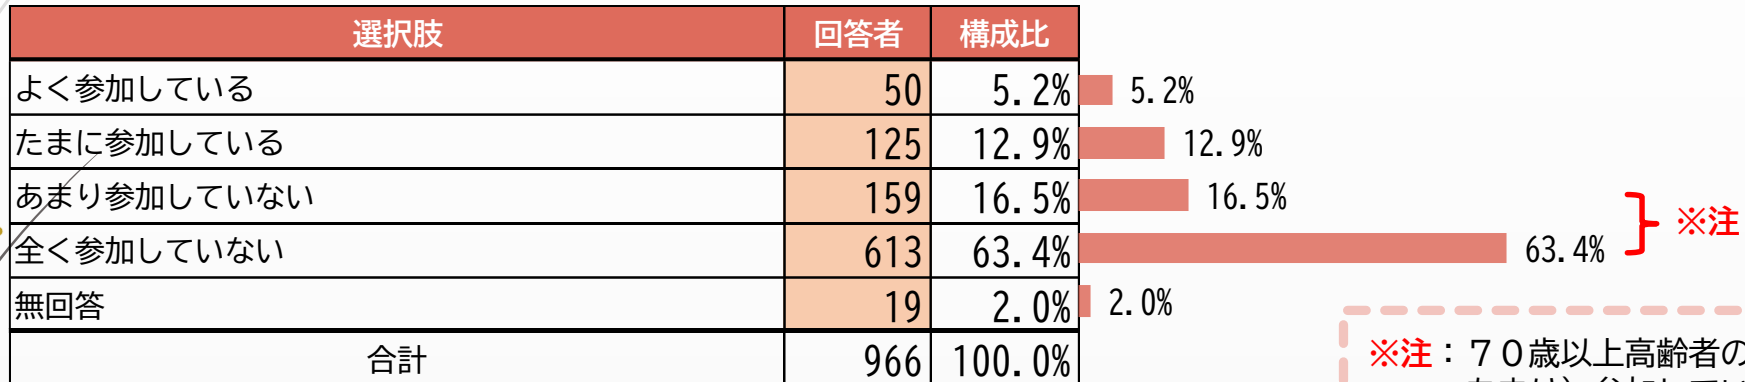 選択肢 回答者 構成比
よく参加している 50 5.2% 5.2%
たまに参加している 125 12.9% 12.9%
あまり参加していない 159 16.5% 16.5%
※注
全く参加していない 613 63.4% 63.4%
無回答 19 2.0% 2.0%
合計 966 100.0%
※注：７０歳以上高齢者の